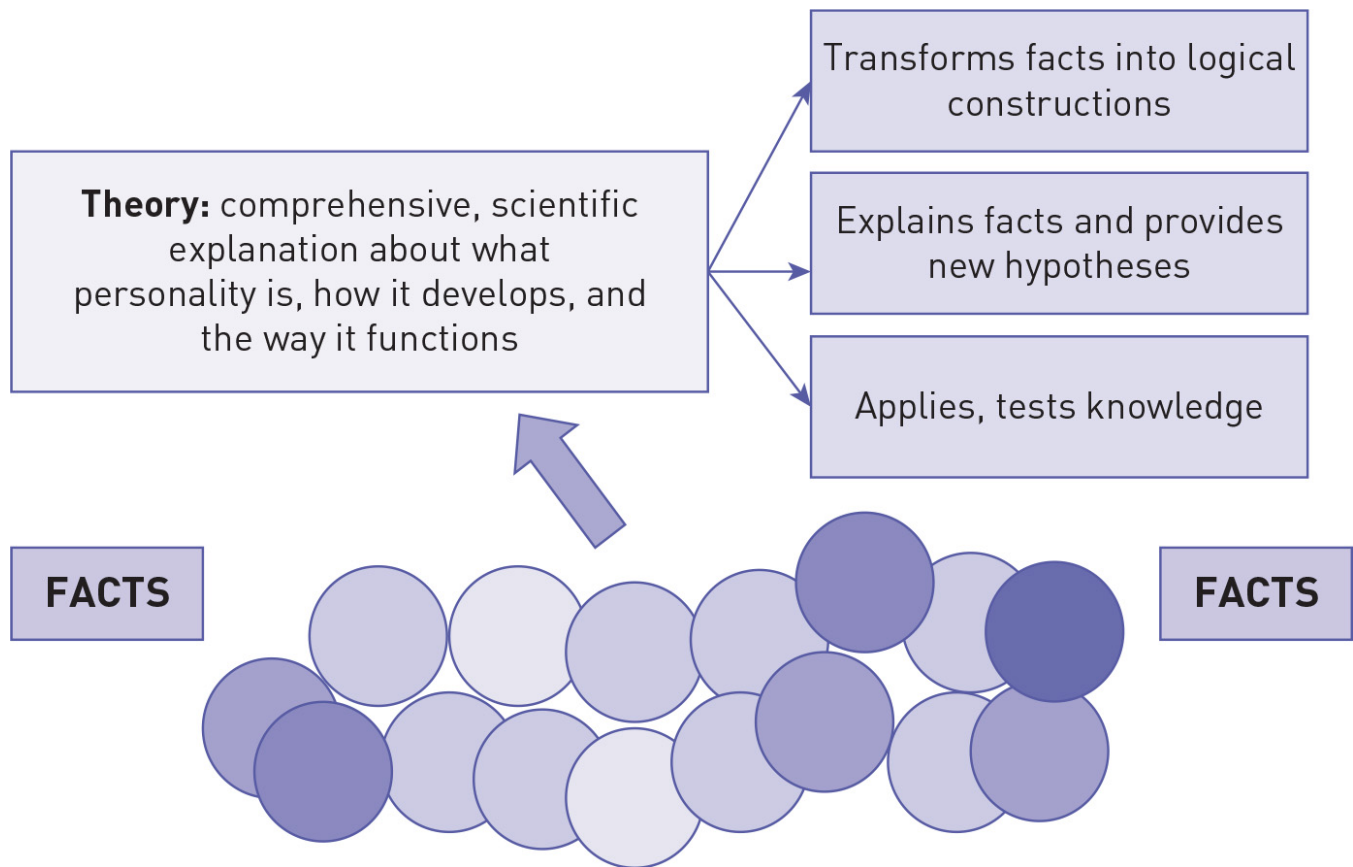 Theory: comprehensive, scientific
explanation about what
personality is, how it develops, and
the way it functions
Transforms facts into logical
constructions
Explains facts and provides
new hypotheses
Applies, tests knowledge
FACTS
FACTS